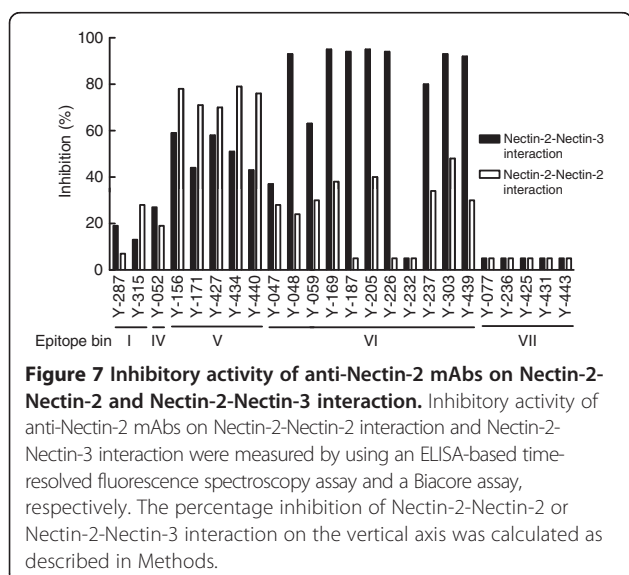 100
80
60
40
20
0
Inhibition (%)
Nectin-2-Nectin-3
interaction
Nectin-2-Nectin-2
interaction
Y-287
Y-315
Y-052
Y-156
Y-171
Y-427
Y-434
Y-440
Y-047
Y-048
Y-059
Y-169
Y-187
Y-205
Y-226
Y-232
Y-237
Y-303
Y-439
Y-077
Y-236
Y-425
Y-431
Y-443
Epitope bin I IV V VI VII
Figure 7 Inhibitory activity of anti-Nectin-2 mAbs on Nectin-2-
Nectin-2 and Nectin-2-Nectin-3 interaction. Inhibitory activity of
anti-Nectin-2 mAbs on Nectin-2-Nectin-2 interaction and Nectin-2-
Nectin-3 interaction were measured by using an ELISA-based time-
resolved fluorescence spectroscopy assay and a Biacore assay,
respectively. The percentage inhibition of Nectin-2-Nectin-2 or
Nectin-2-Nectin-3 interaction on the vertical axis was calculated as
described in Methods.